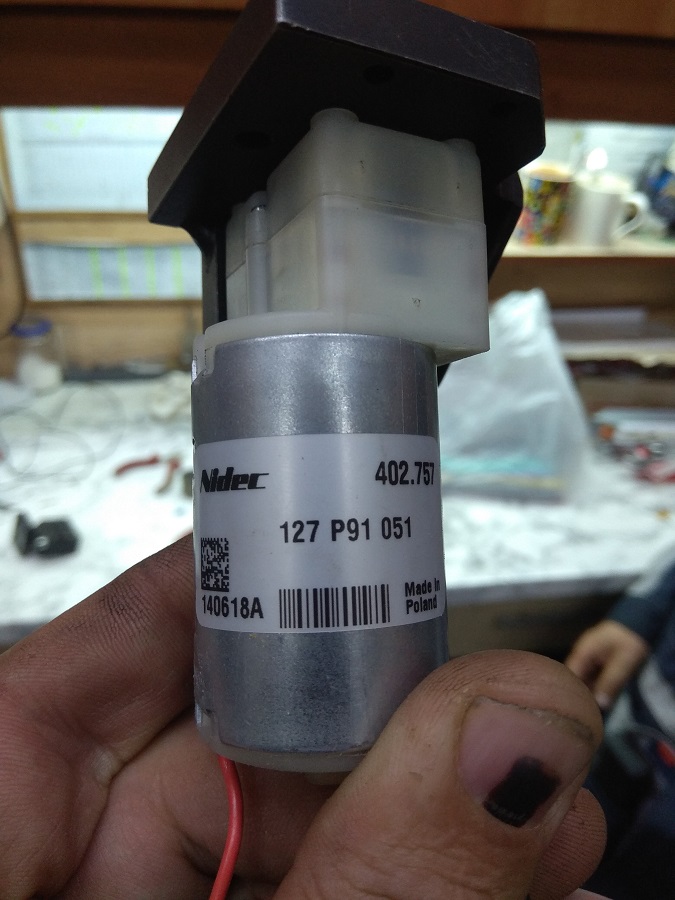 Nidec 402.757
127 P91 051
140618A
Made in
Poland